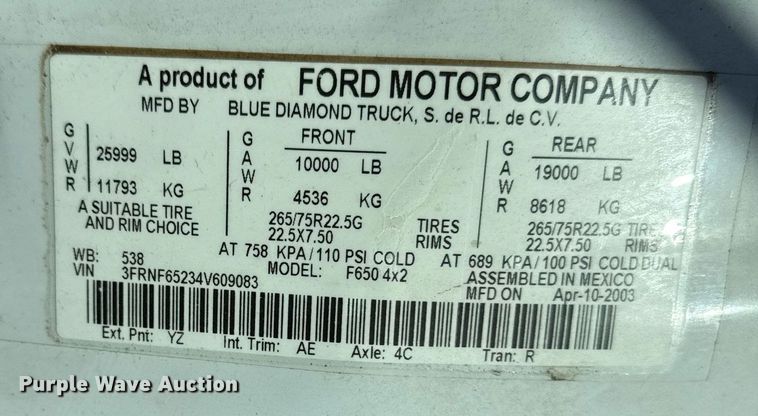 A product of FORD MOTOR COMPANY
MFD BY BLUE DIAMOND TRUCK, S. de R.L. de C.V.
GVWR 25999 LB
11793 KG
FRONT
GAWR 10000 LB
4536 KG
REAR
GAWR 19000 LB
8618 KG
A SUITABLE TIRE
AND RIM CHOICE
265/75R22.5G TIRES
22.5X7.50 RIMS
AT 758 KPA/110 PSI COLD
265/75R22.5G TIRES
22.5X7.50 RIMS
AT 689 KPA/100 PSI COLD DUAL
WB: 538
VIN 3FRNF65234V609083
MODEL: F650 4x2
ASSEMBLED IN MEXICO
MFD ON Apr-10-2003
Ext. Pnt: YZ Int. Trim: AE Axle: 4C Tran: R
Purple Wave Auction